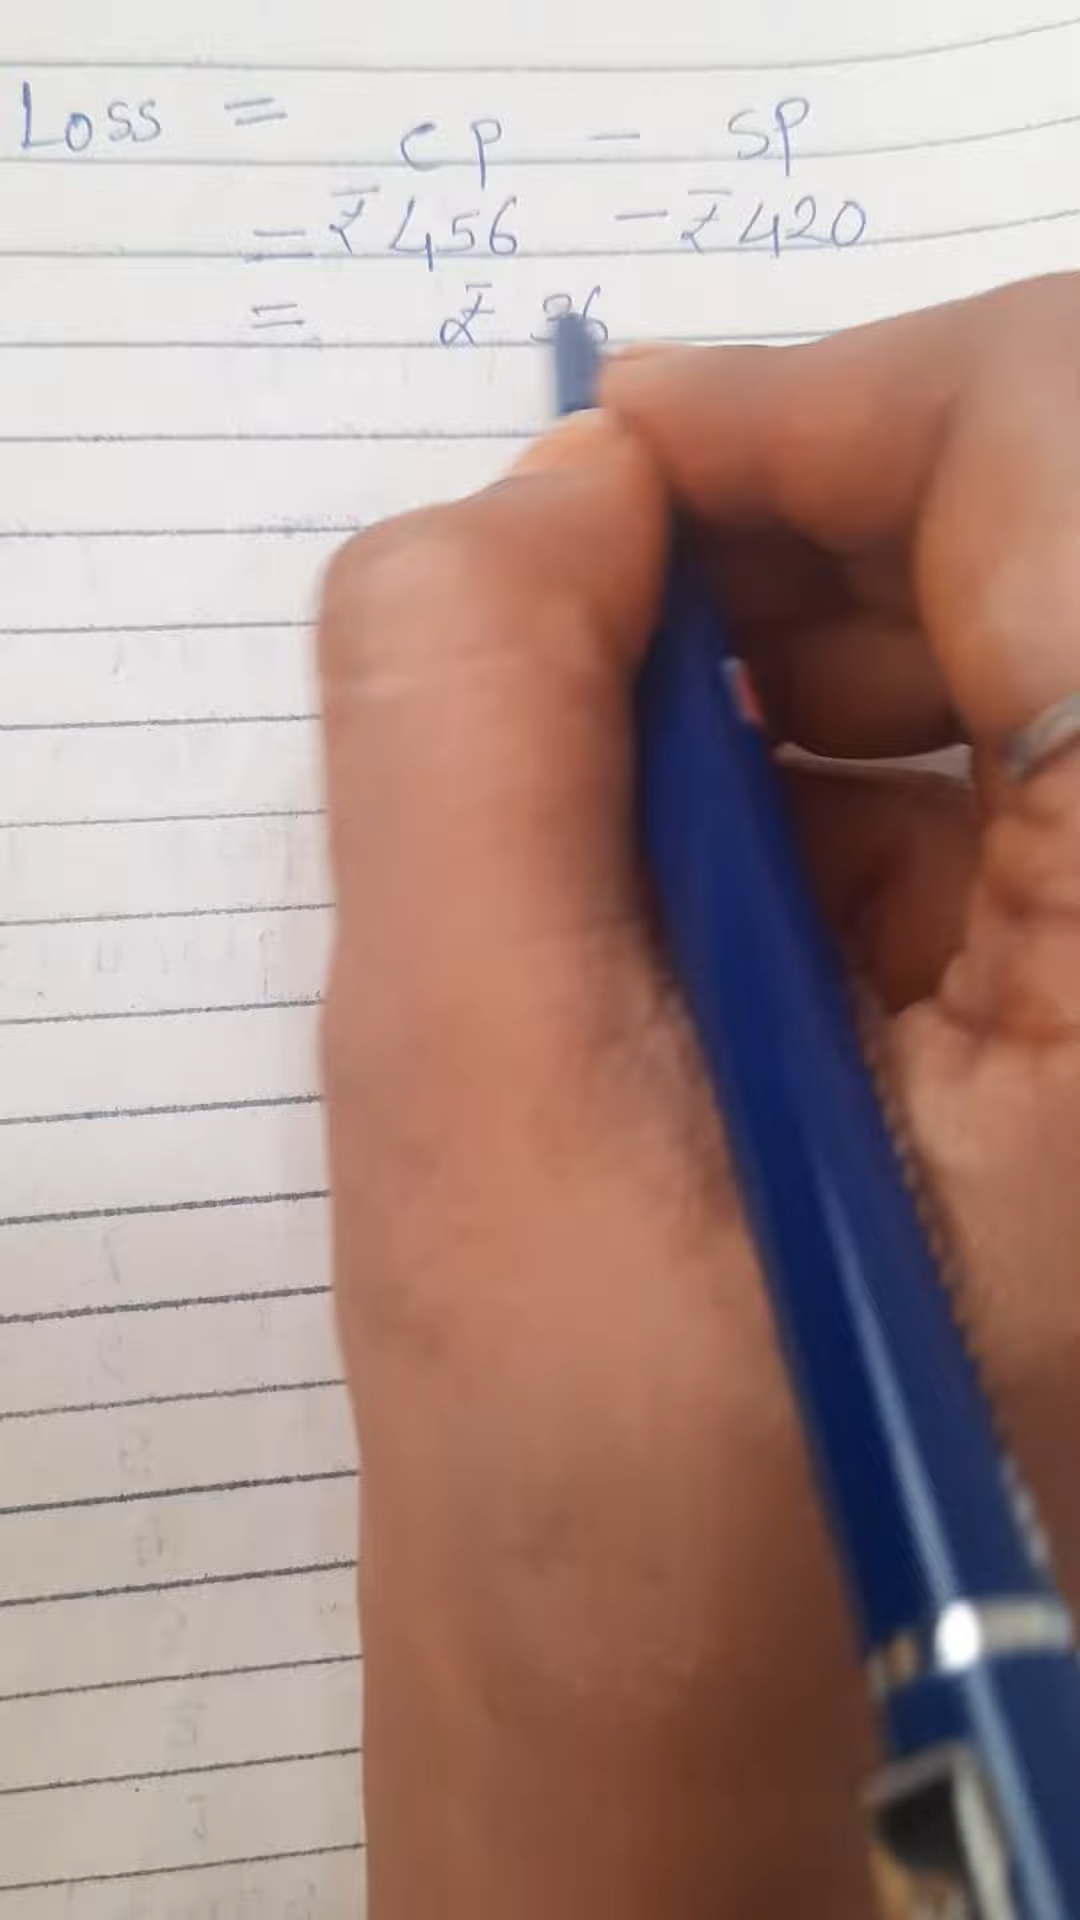 Loss = CP - SP
= ₹ 456 - ₹ 420
= ₹ 36